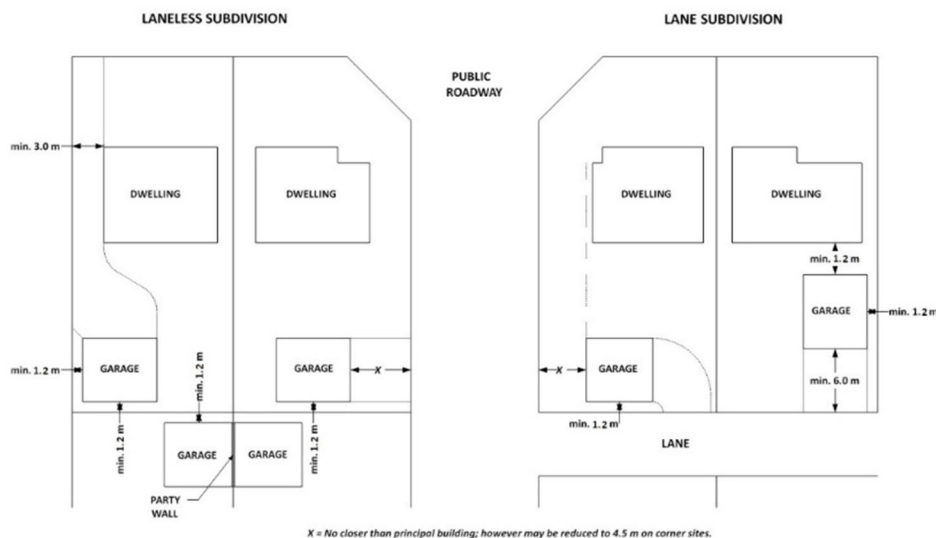 LANELESS SUBDIVISION
LANE SUBDIVISION
PUBLIC
ROADWAY
min. 3.0 m
DWELLING
DWELLING
DWELLING
DWELLING
min. 1.2 m
GARAGE
min. 1.2 m
min. 1.2 m
GARAGE
min. 1.2 m
GARAGE
X
X
GARAGE
min. 6.0 m
min. 1.2 m
min. 1.2 m
min. 1.2 m
min. 1.2 m
LANE
GARAGE
GARAGE
PARTY
WALL
X = No closer than principal building; however may be reduced to 4.5 m on corner sites.